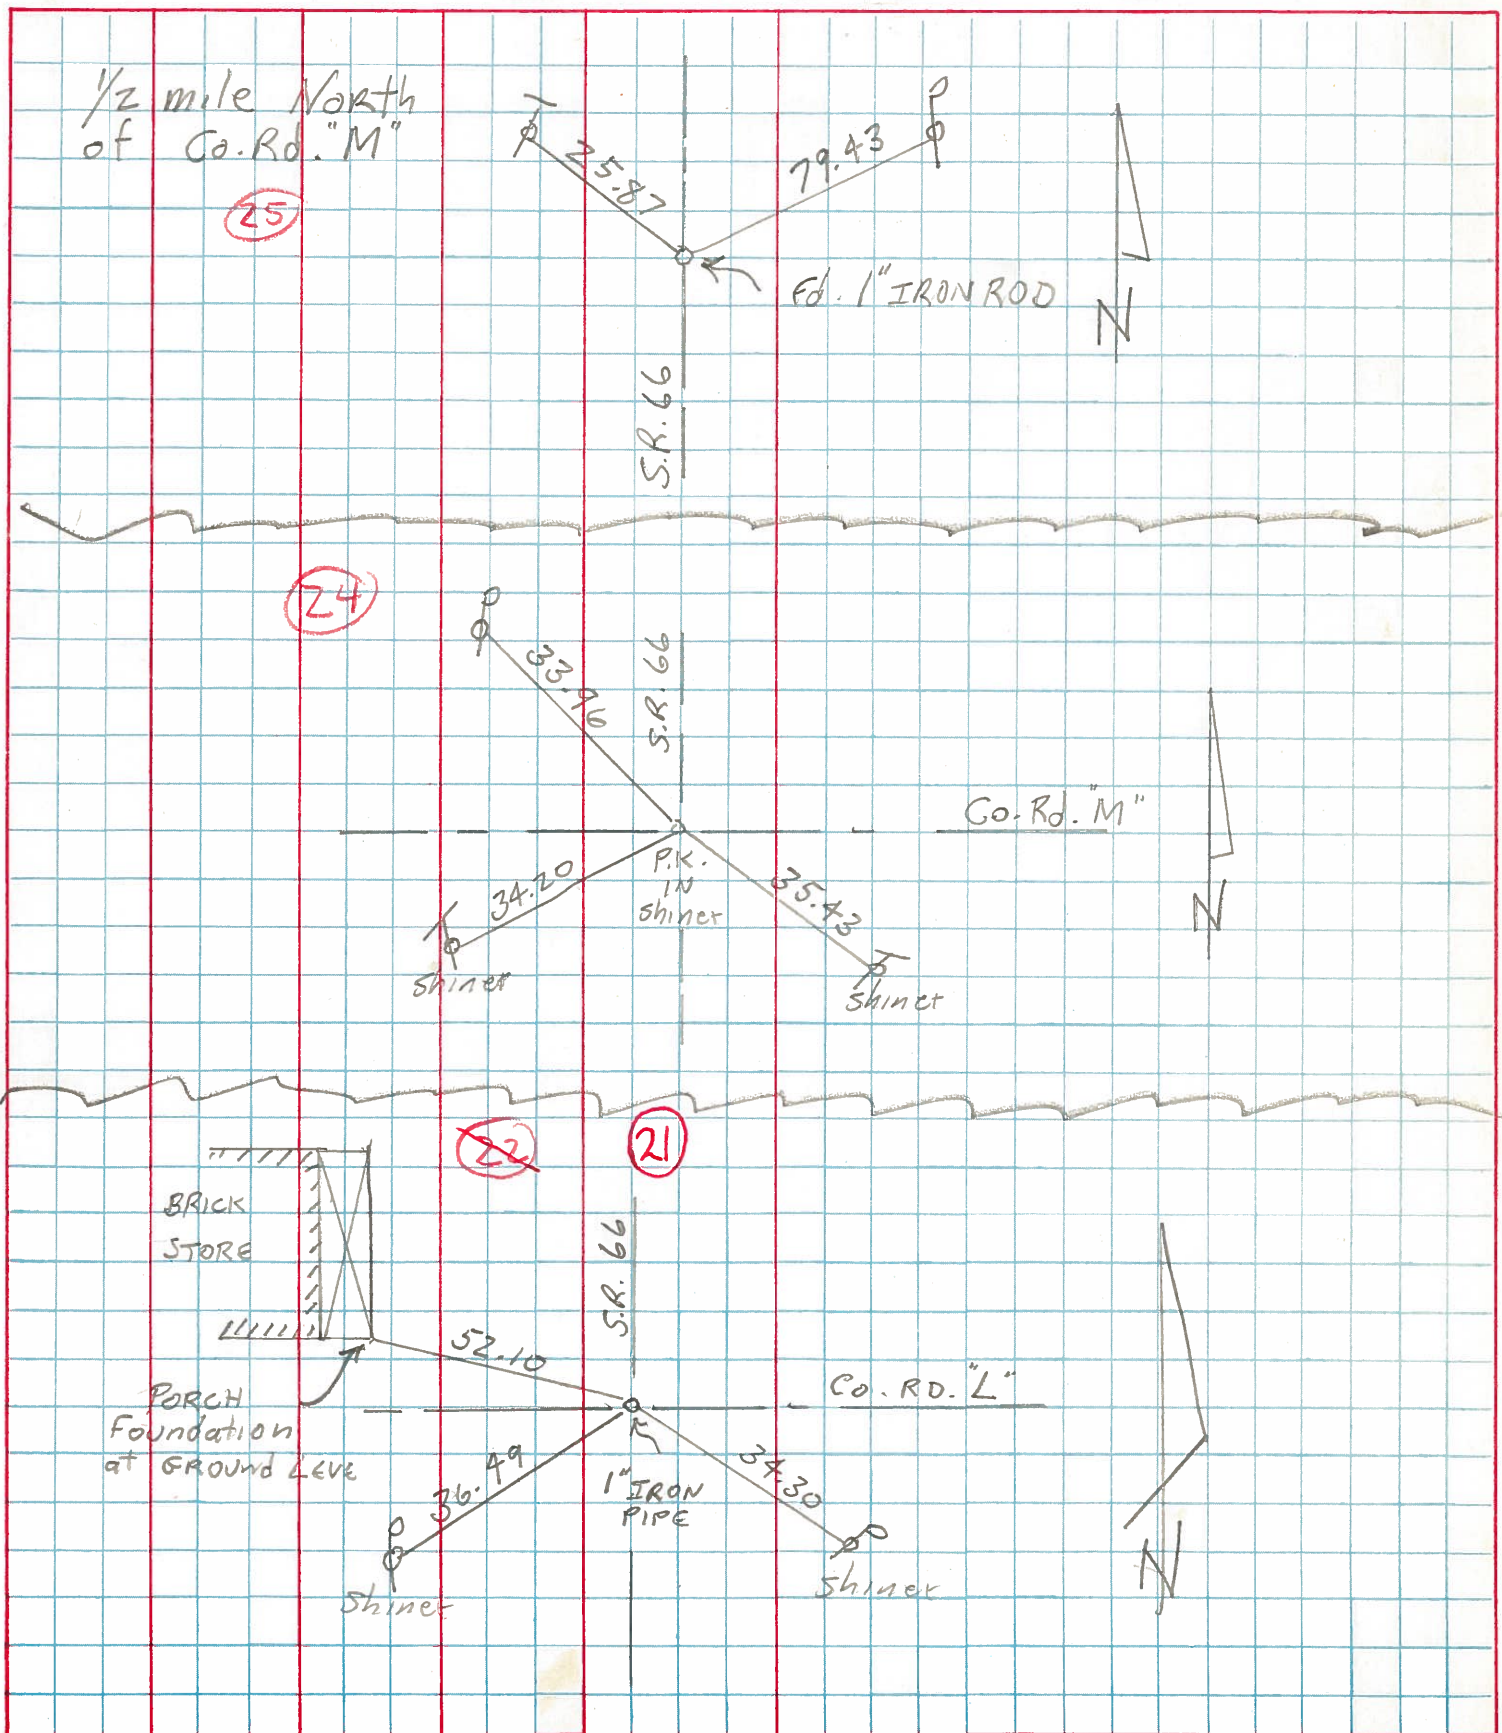 1/2 mile North
of Co.Rd."M"
25
25.87
79.43
Fd. 1" IRON ROD
N
S.R. 66
24
33.96
S.R. 66
Co. Rd. "M"
34.20
P.K.
IN
shiner
35.43
N
shiner
shiner
22
21
BRICK
STORE
S.R. 66
52.10
Co. RD. "L"
PORCH
Foundation
at GROUND LEVE
36.49
1" IRON
PIPE
34.30
N
shiner
shiner